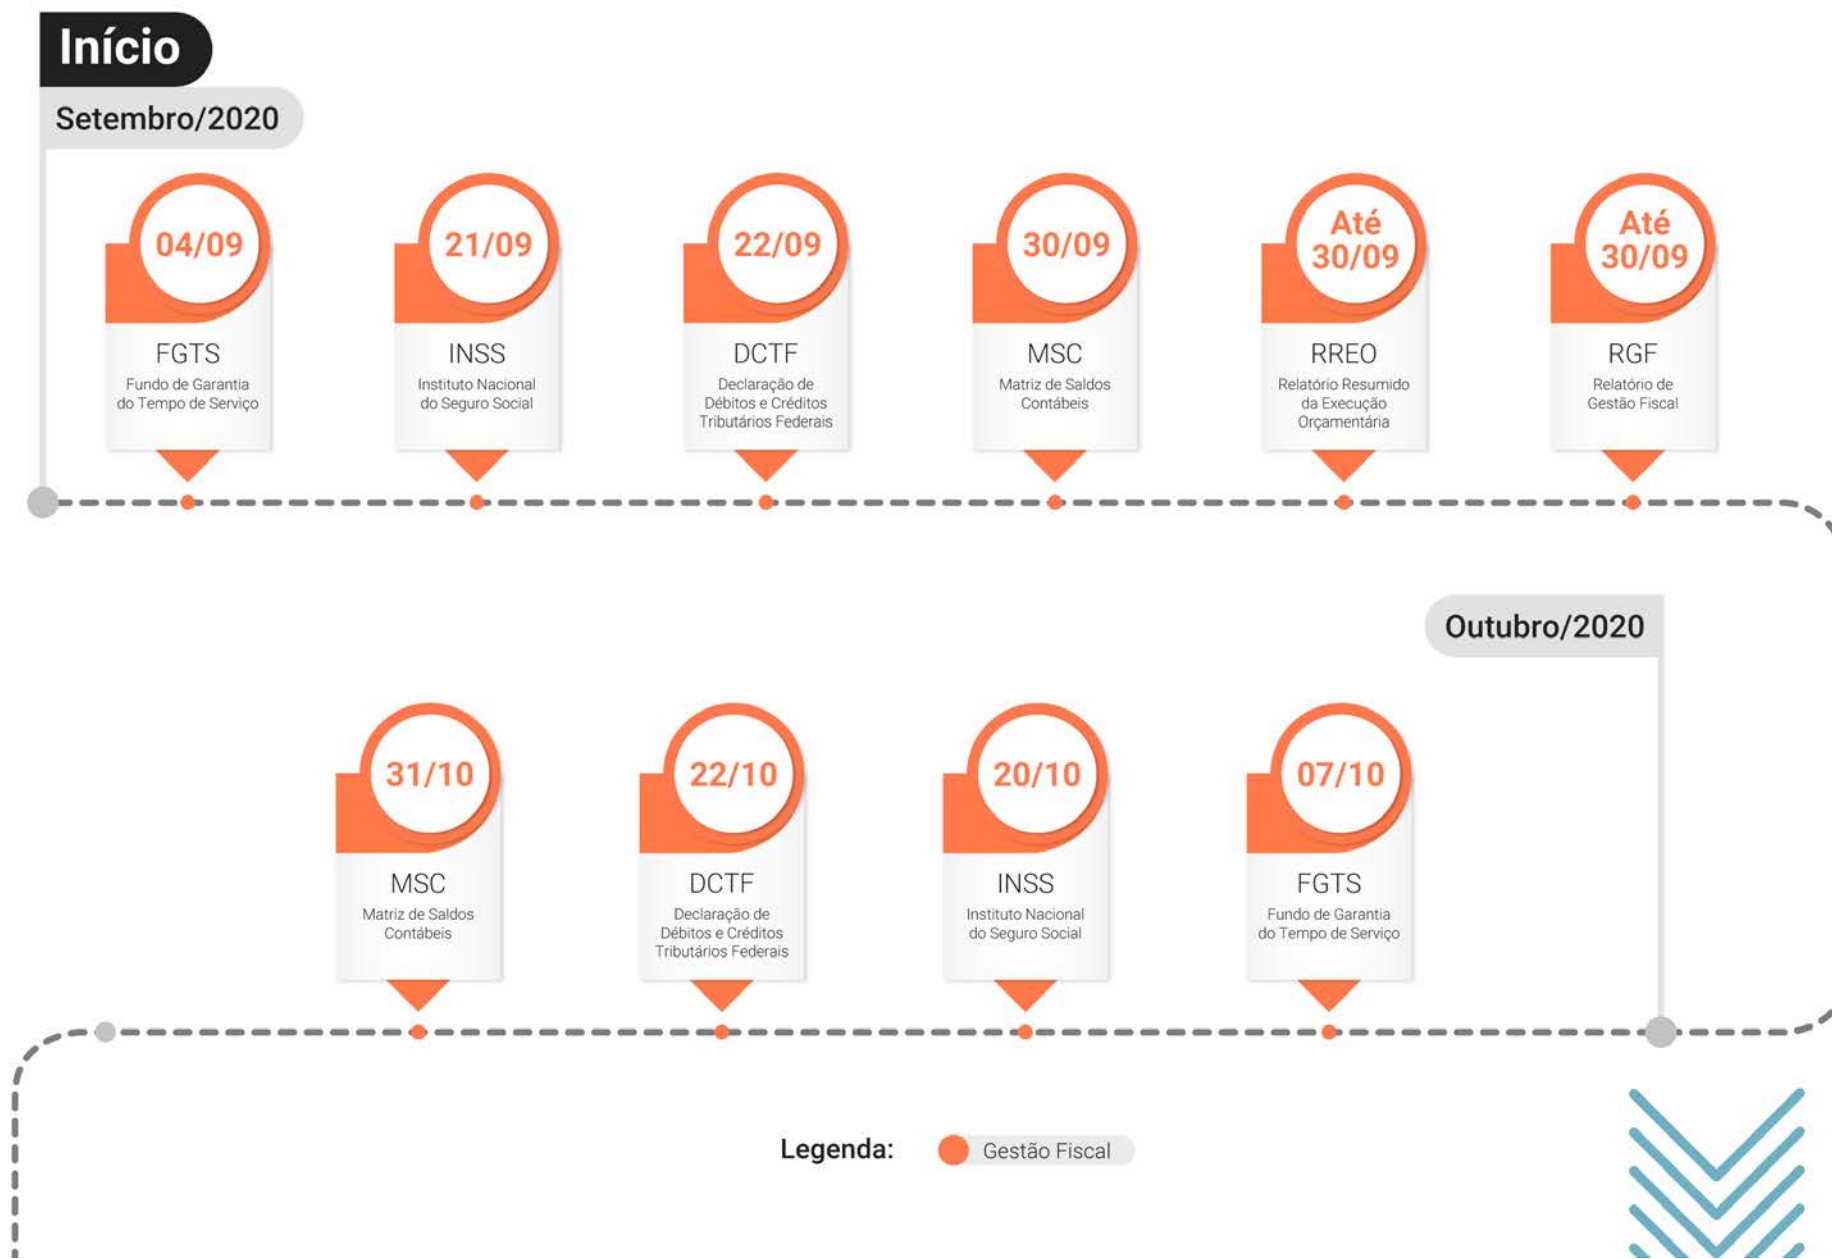 Início
Setembro/2020
04/09
FGTS
Fundo de Garantia
do Tempo de Serviço
21/09
INSS
Instituto Nacional
do Seguro Social
22/09
DCTF
Declaração de
Débitos e Créditos
Tributários Federais
30/09
MSC
Matriz de Saldos
Contábeis
Até
30/09
RREO
Relatório Resumido
da Execução
Orçamentária
Até
30/09
RGF
Relatório de
Gestão Fiscal
Outubro/2020
31/10
MSC
Matriz de Saldos
Contábeis
22/10
DCTF
Declaração de
Débitos e Créditos
Tributários Federais
20/10
INSS
Instituto Nacional
do Seguro Social
07/10
FGTS
Fundo de Garantia
do Tempo de Serviço
Legenda:
Gestão Fiscal